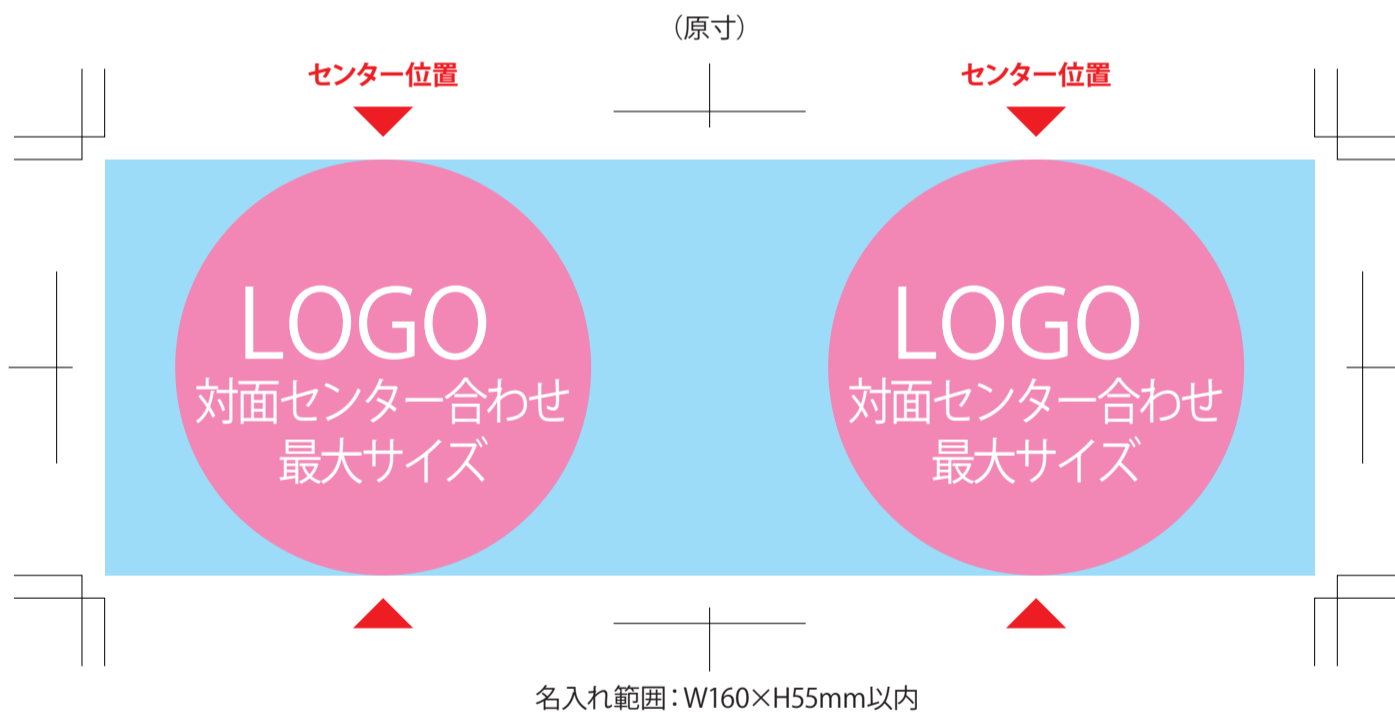 （原寸）
センター位置
センター位置
LOGO
対面センター合わせ
最大サイズ
LOGO
対面センター合わせ
最大サイズ
名入れ範囲：W160×H55mm以内